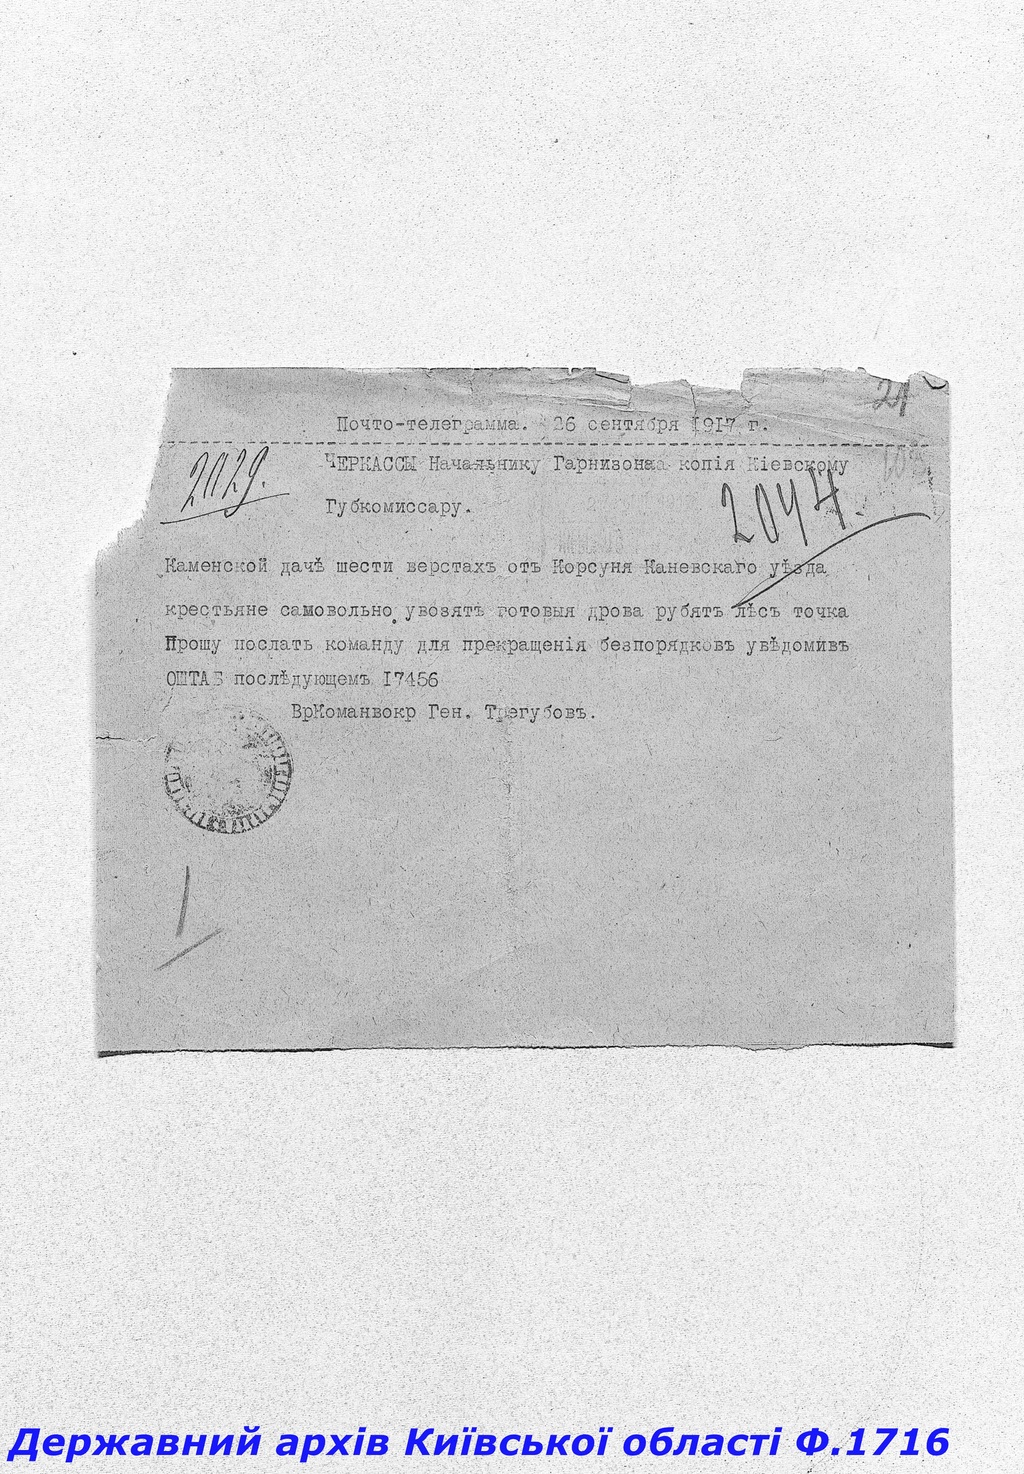 24
Почто-телеграмма. 26 сентября 1917 г.
ЧЕРКАССЫ Начальнику Гарнизона копія Кіевскому
2029.
Губкомиссару.
2047.
Каменской дачѣ шести верстахъ отъ Корсуня Каневскаго уѣзда
крестьяне самовольно увозятъ готовыя дрова рубятъ лѣсъ точка
Прошу послать команду для прекращенія безпорядковъ увѣдомивъ
ОШТАБ послѣдующемъ 17456
ВрКоманвокр Ген. Трегубовъ.
Державний архів Київської області Ф.1716